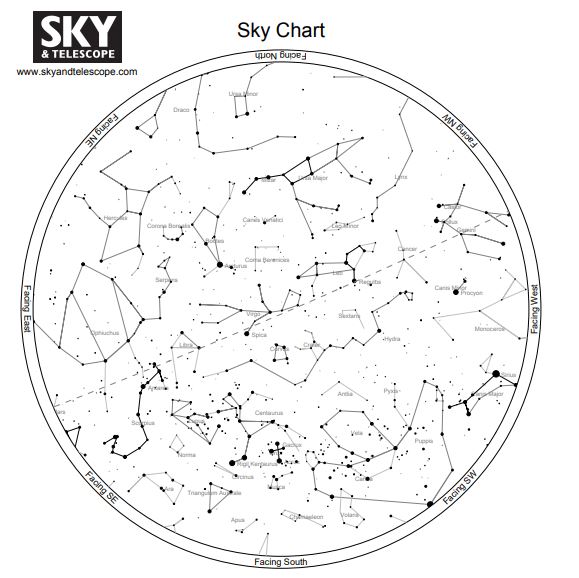 SKY
& TELESCOPE
www.skyandtelescope.com
Sky Chart
Facing North
Facing NE
Facing NW
Ursa Minor
Draco
Ursa Major
Lynx
Castor
Pollux
Gemini
Hercules
Corona Borealis
Canes Venatici
Leo Minor
Bootes
Cancer
Coma Berenices
Arcturus
Leo
Regulus
Serpens
Canis Minor
Procyon
Facing East
Facing West
Virgo
Sextans
Ophiuchus
Spica
Monoceros
Libra
Corvus
Crater
Hydra
Sirius
Antares
Antlia
Pyxis
Canis Major
Centaurus
Scorpius
Lupus
Vela
Puppis
Gacrux
Norma
Rigil Kentaurus
Circinus
Carina
Musca
Ara
Triangulum Australe
Facing SE
Facing SW
Apus
Chamaeleon
Volans
Facing South